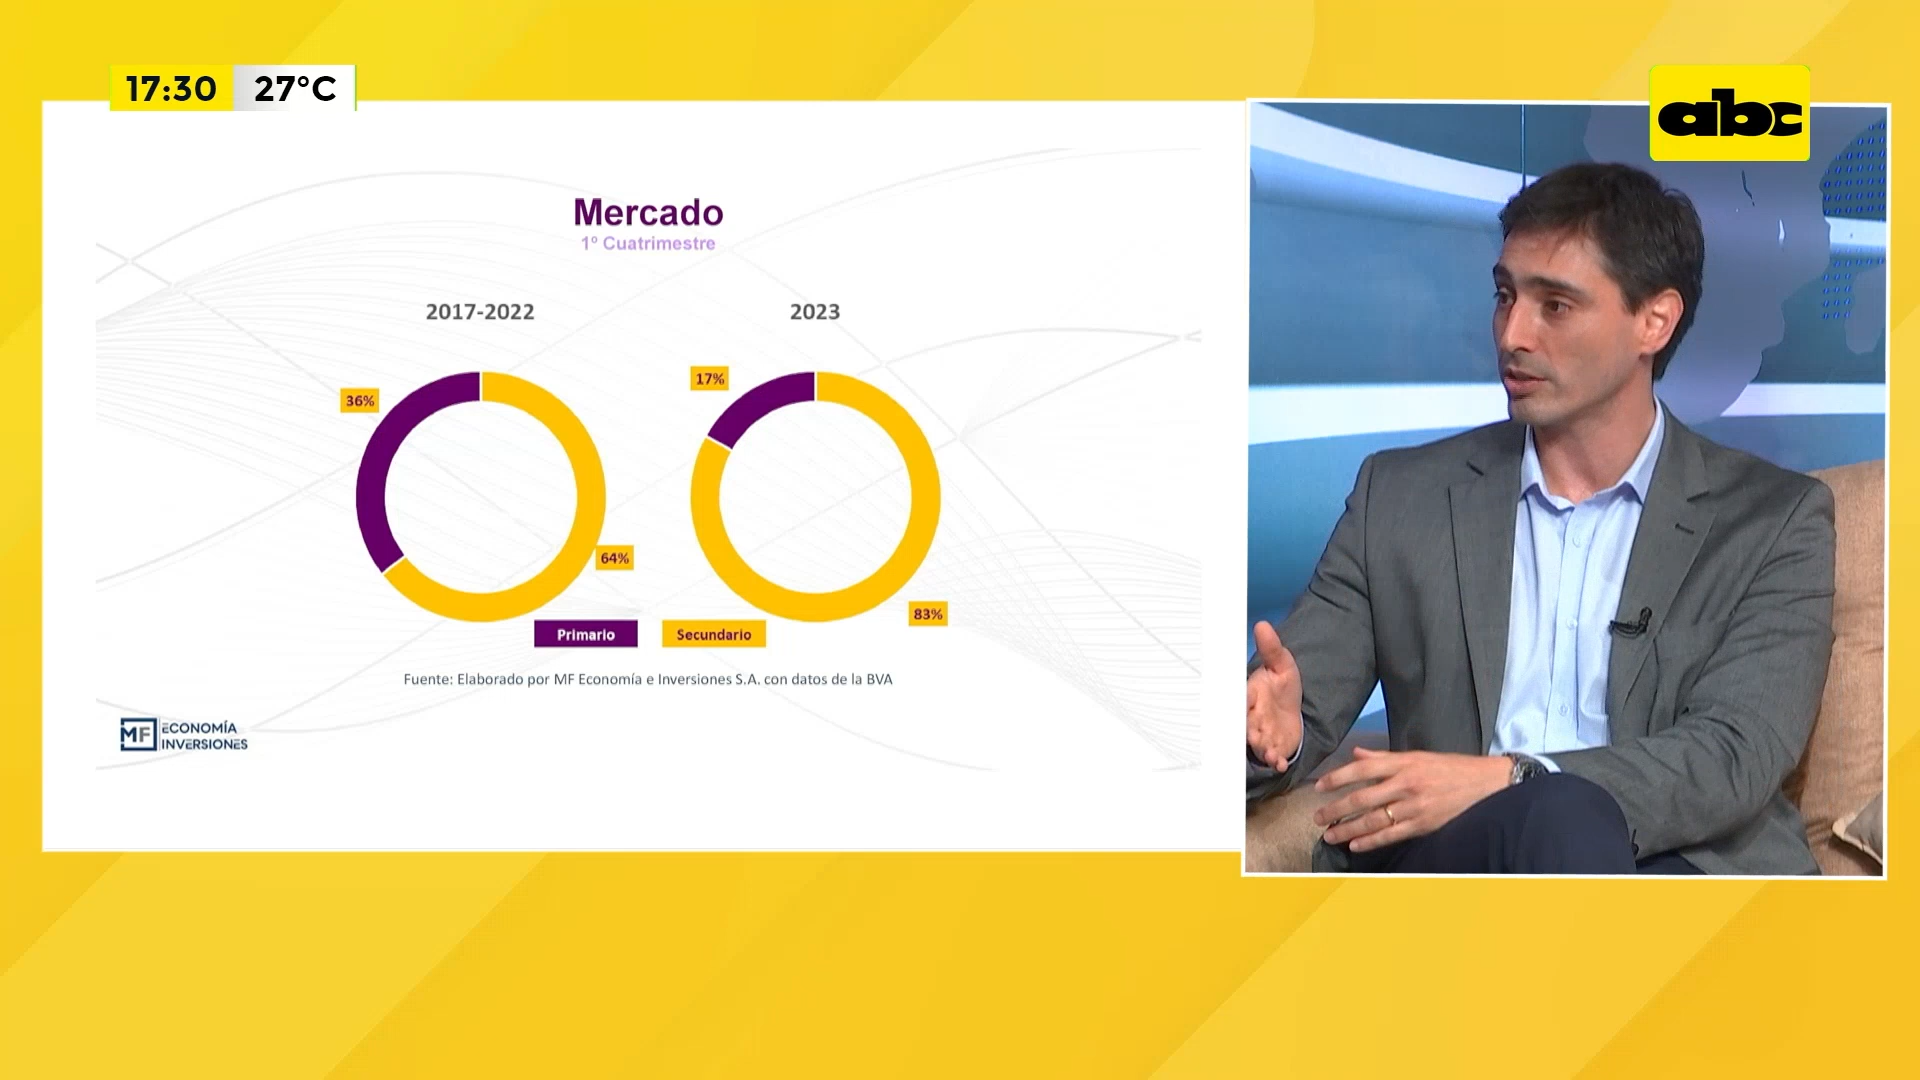 17:30 27°C
abc
Mercado
1º Cuatrimestre
2017-2022
2023
36%
64%
17%
83%
Primario
Secundario
Fuente: Elaborado por MF Economía e Inversiones S.A. con datos de la BVA
MF ECONOMÍA
INVERSIONES